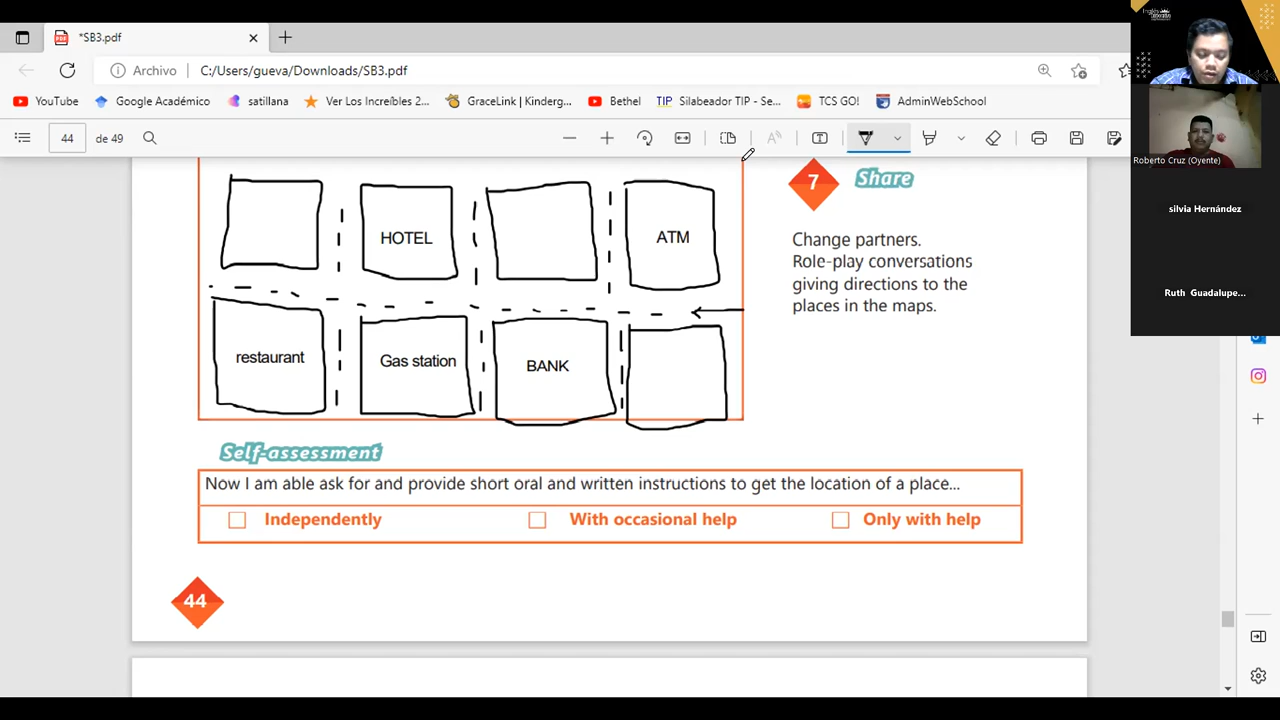 *SB3.pdf
Archivo
C:/Users/gueva/Downloads/SB3.pdf
YouTube
Google Académico
satillana
Ver Los Increíbles 2...
GraceLink | Kinderg...
Bethel
TIP
Silabeador TIP - Se...
TCS GO!
AdminWebSchool
44
de 49
HOTEL
ATM
restaurant
Gas station
BANK
7
Share
Change partners.
Role-play conversations
giving directions to the
places in the maps.
Self-assessment
Now I am able ask for and provide short oral and written instructions to get the location of a place...
Independently
With occasional help
Only with help
44
Roberto Cruz (Oyente)
silvia Hernández
Ruth Guadalupe...